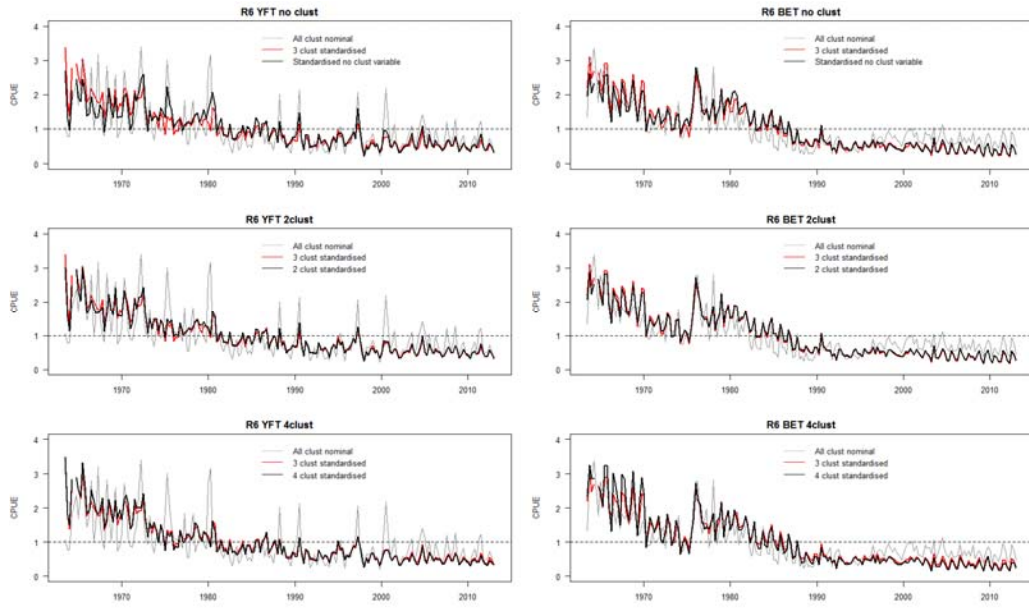 R6 YFT no clust
CPUE
4
3
2
1
0
All clust nominal
3 clust standardised
Standardised no clust variable
1970
1980
1990
2000
2010
R6 BET no clust
CPUE
4
3
2
1
0
All clust nominal
3 clust standardised
Standardised no clust variable
1970
1980
1990
2000
2010
R6 YFT 2clust
CPUE
4
3
2
1
0
All clust nominal
3 clust standardised
2 clust standardised
1970
1980
1990
2000
2010
R6 BET 2clust
CPUE
4
3
2
1
0
All clust nominal
3 clust standardised
2 clust standardised
1970
1980
1990
2000
2010
R6 YFT 4clust
CPUE
4
3
2
1
0
All clust nominal
3 clust standardised
4 clust standardised
1970
1980
1990
2000
2010
R6 BET 4clust
CPUE
4
3
2
1
0
All clust nominal
3 clust standardised
4 clust standardised
1970
1980
1990
2000
2010